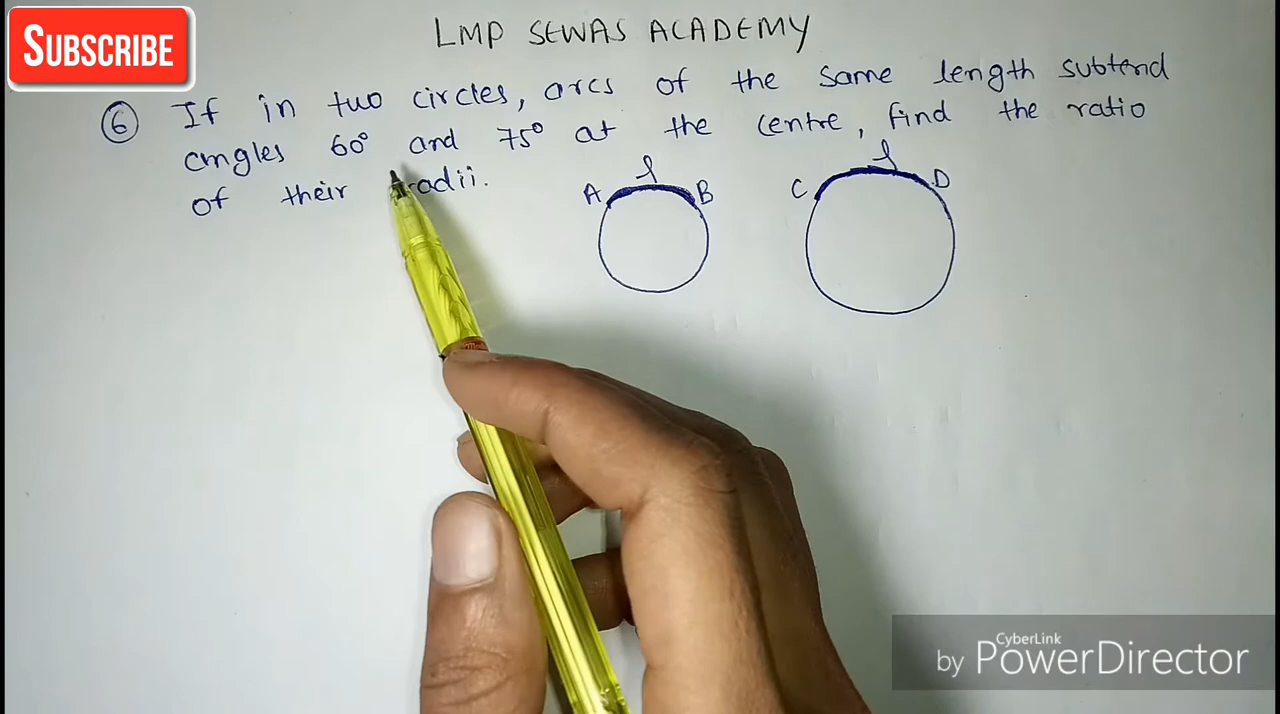 SUBSCRIBE
LMP SEWAS ACADEMY
6 If in two circles, arcs of the same length subtend
angles 60° and 75° at the centre, find the ratio
of their radii.
A l B
C l D
CyberLink
by PowerDirector